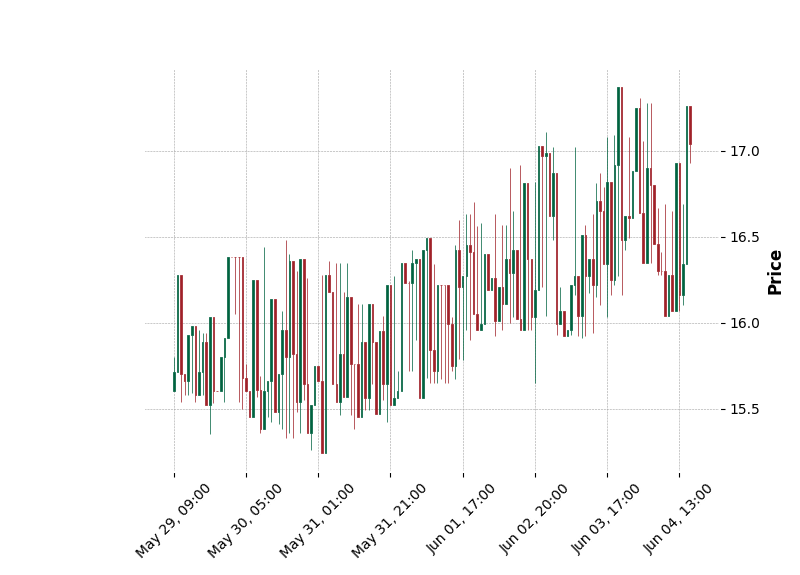 17.0
16.5
16.0
15.5
Price
May 29, 09:00
May 30, 05:00
May 31, 01:00
May 31, 21:00
Jun 01, 17:00
Jun 02, 20:00
Jun 03, 17:00
Jun 04, 13:00